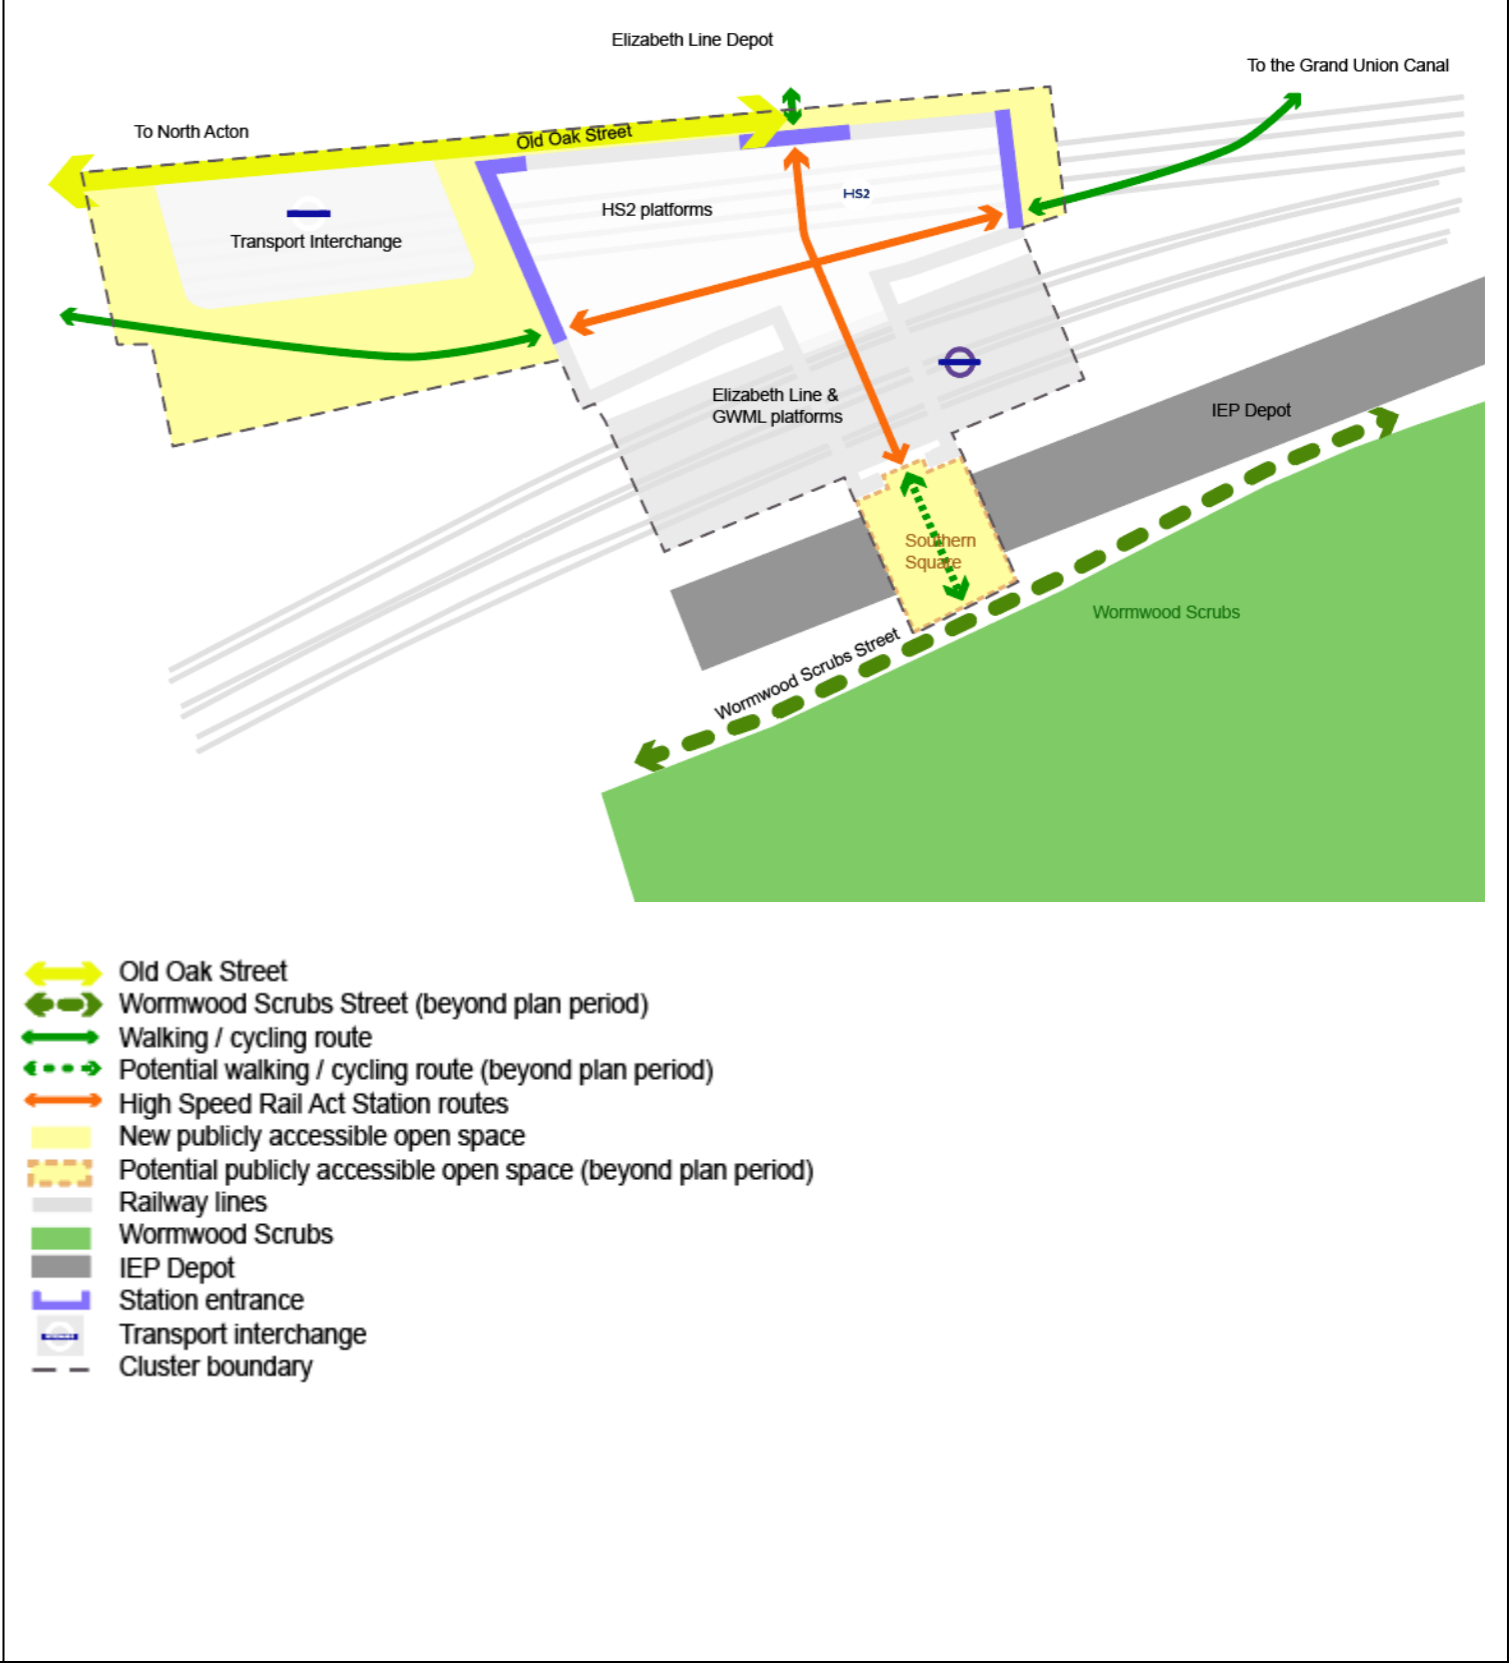 Elizabeth Line Depot
To the Grand Union Canal
To North Acton
Old Oak Street
HS2
HS2 platforms
Transport Interchange
Elizabeth Line &
GWML platforms
IEP Depot
Southern
Square
Wormwood Scrubs
Wormwood Scrubs Street
Old Oak Street
Wormwood Scrubs Street (beyond plan period)
Walking / cycling route
Potential walking / cycling route (beyond plan period)
High Speed Rail Act Station routes
New publicly accessible open space
Potential publicly accessible open space (beyond plan period)
Railway lines
Wormwood Scrubs
IEP Depot
Station entrance
Transport interchange
Cluster boundary